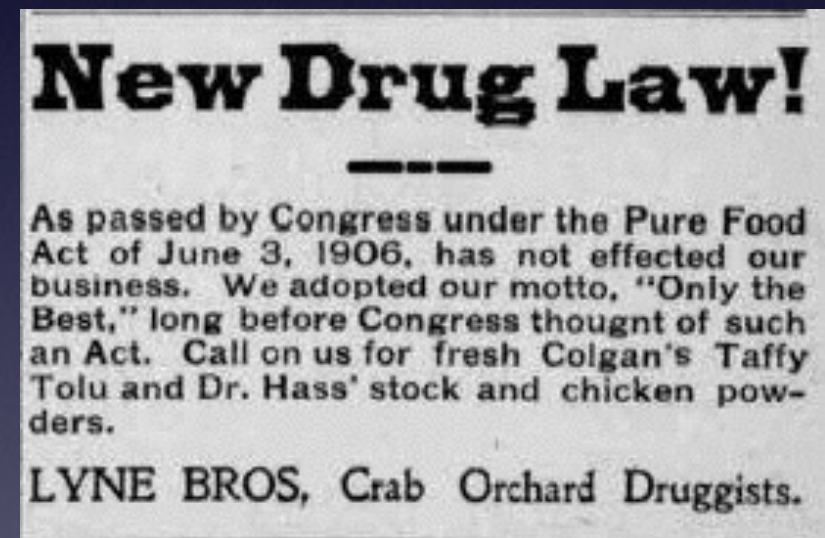 New Drug Law!
As passed by Congress under the Pure Food
Act of June 3, 1906, has not effected our
business. We adopted our motto, "Only the
Best," long before Congress thougnt of such
an Act. Call on us for fresh Colgan's Taffy
Tolu and Dr. Hass' stock and chicken pow-
ders.
LYNE BROS, Crab Orchard Druggists.